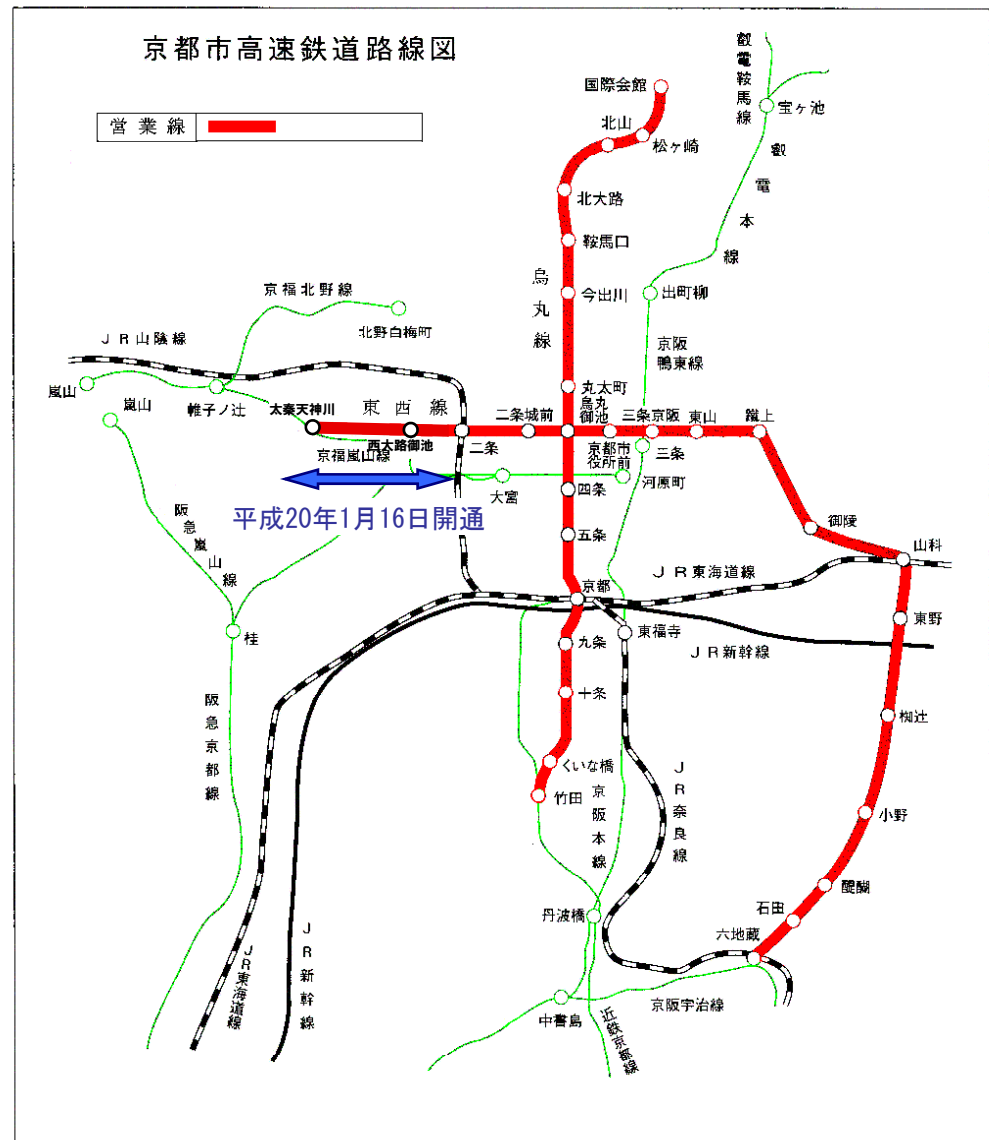 京都市高速鉄道路線図
営業線
国際会館
北山
松ヶ崎
北大路
鞍馬口
今出川
烏丸線
丸太町
烏丸
御池
叡電鞍馬線
宝ヶ池
叡電本線
出町柳
京阪
鴨東線
京福北野線
北野白梅町
JR山陰線
嵐山
嵐山
帷子ノ辻
太秦天神川
東西線
西大路御池
京福嵐山線
二条
二条城前
三条京阪
東山
蹴上
京都市
役所前
三条
河原町
大宮
四条
五条
平成20年1月16日開通
御陵
山科
阪急嵐山線
桂
阪急京都線
京都
JR東海道線
東福寺
JR新幹線
東野
九条
十条
椥辻
くいな橋
竹田
京阪本線
JR奈良線
小野
醍醐
石田
六地蔵
丹波橋
JR新幹線
JR東海道線
中書島
近鉄京都線
京阪宇治線